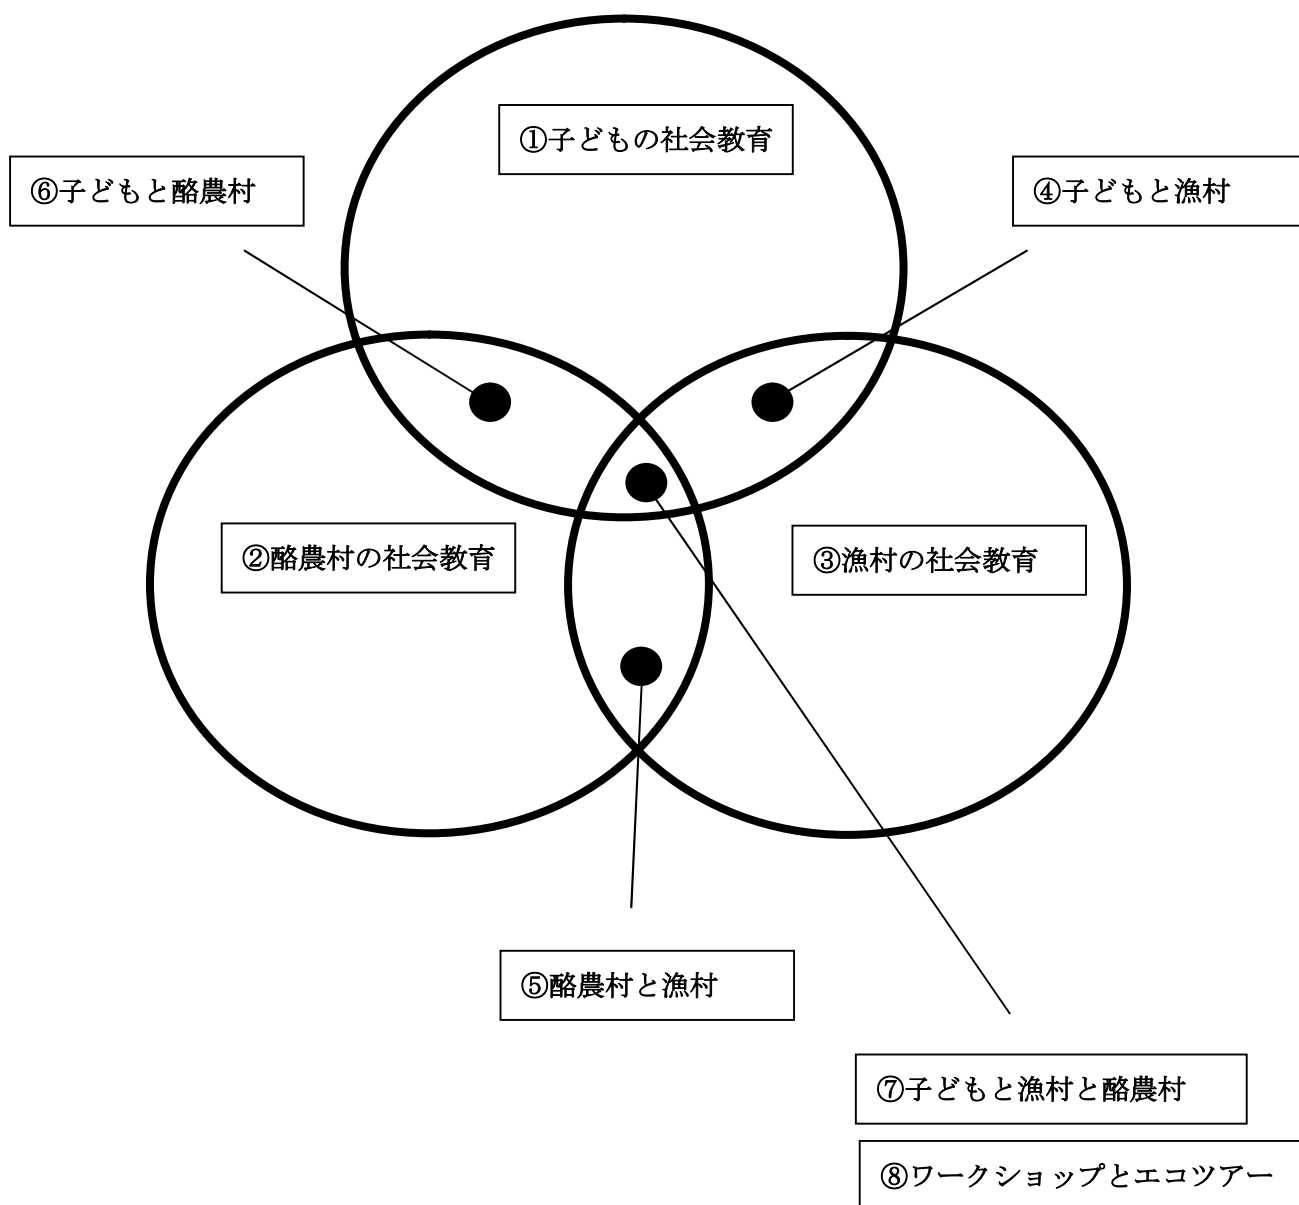 ①子どもの社会教育
⑥子どもと酪農村
④子どもと漁村
②酪農村の社会教育
③漁村の社会教育
⑤酪農村と漁村
⑦子どもと漁村と酪農村
⑧ワークショップとエコツアー